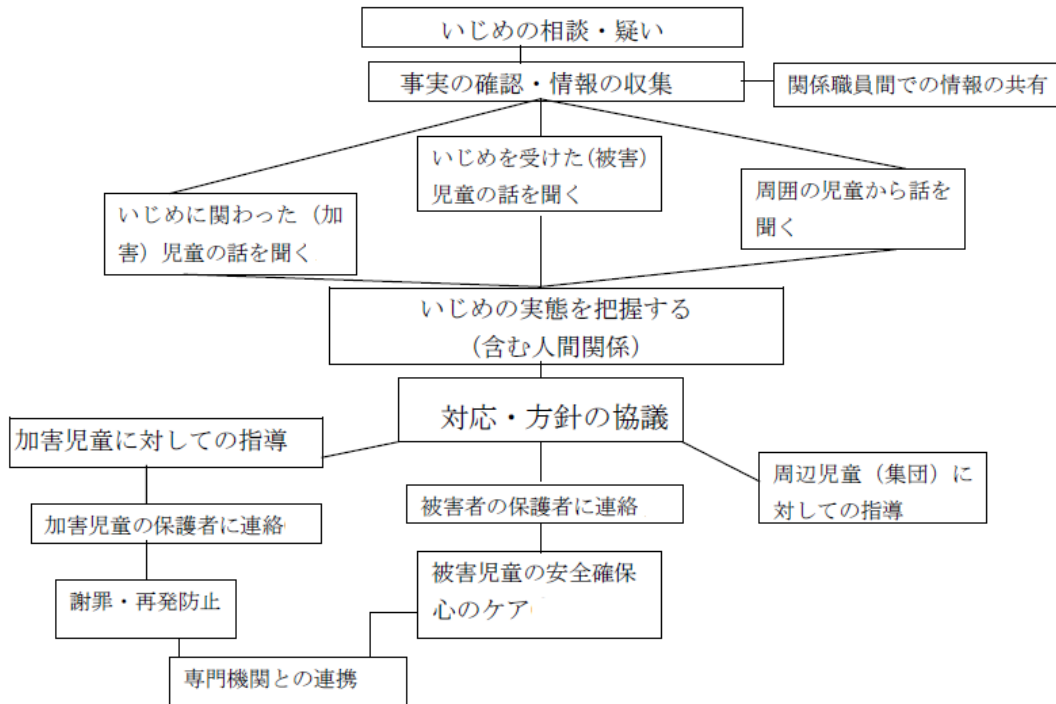 いじめの相談・疑い
事実の確認・情報の収集
関係職員間での情報の共有
いじめを受けた(被害)
児童の話を聞く
いじめに関わった（加
害）児童の話を聞く
周囲の児童から話を
聞く
いじめの実態を把握する
（含む人間関係）
対応・方針の協議
加害児童に対しての指導
周辺児童（集団）に
対しての指導
加害児童の保護者に連絡
被害者の保護者に連絡
被害児童の安全確保
心のケア
謝罪・再発防止
専門機関との連携